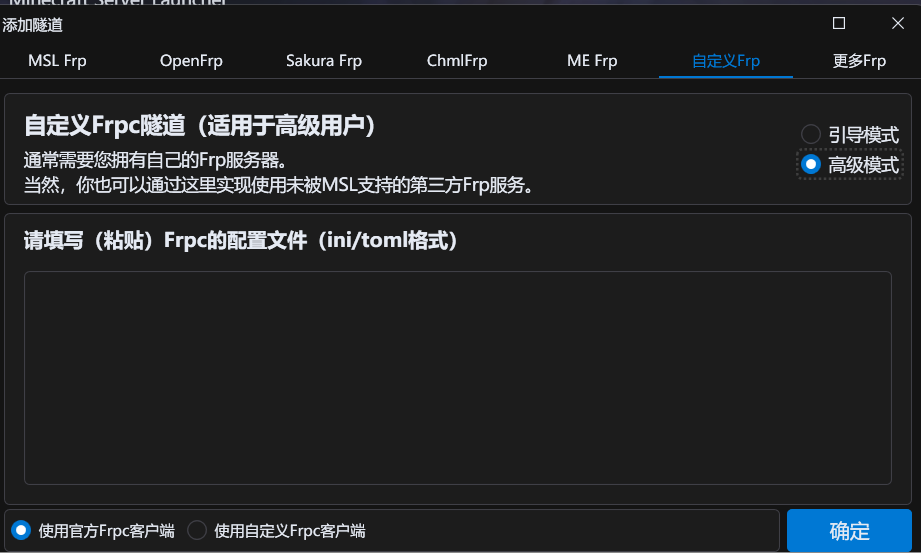 Minecraft Server Launcher
添加隧道
MSL Frp OpenFrp Sakura Frp ChmlFrp ME Frp 自定义Frp 更多Frp
自定义Frpc隧道（适用于高级用户）
引导模式
通常需要您拥有自己的Frp服务器。
高级模式
当然，你也可以通过这里实现使用未被MSL支持的第三方Frp服务。
请填写（粘贴）Frpc的配置文件（ini/toml格式）
使用官方Frpc客户端 使用自定义Frpc客户端 确定